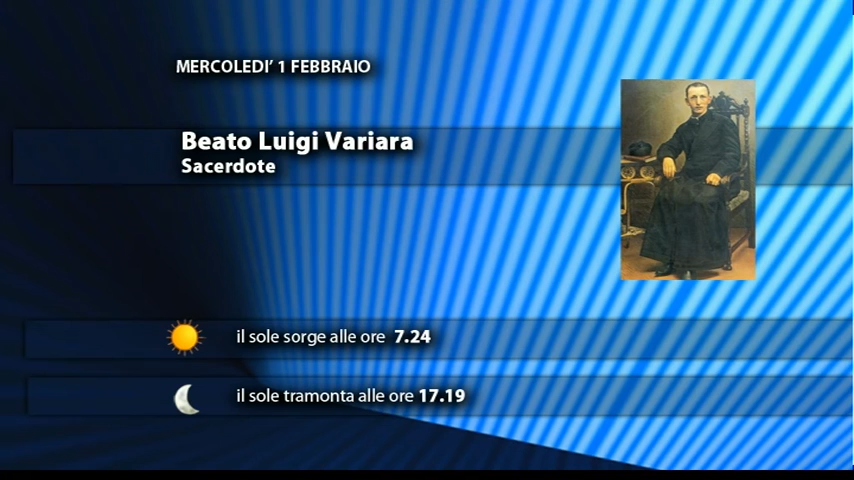 MERCOLEDI’ 1 FEBBRAIO
Beato Luigi Variara
Sacerdote
il sole sorge alle ore 7.24
il sole tramonta alle ore 17.19